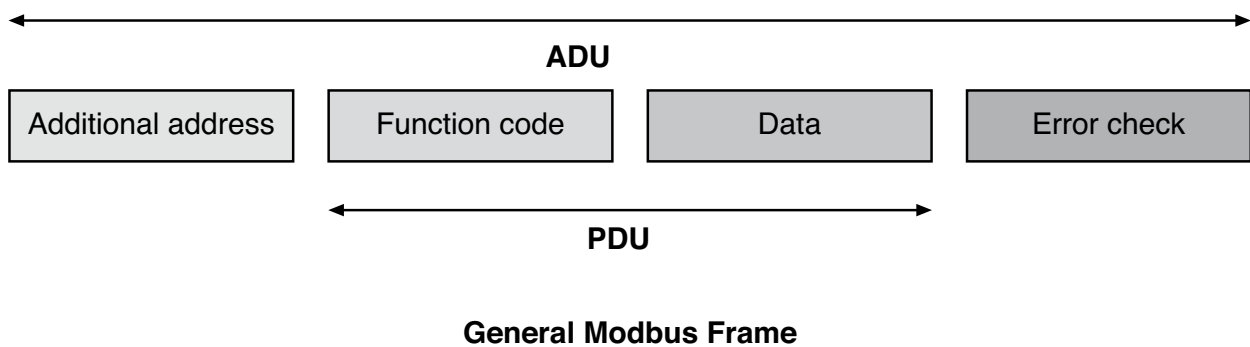 ADU
Additional address
Function code
Data
Error check
PDU
General Modbus Frame